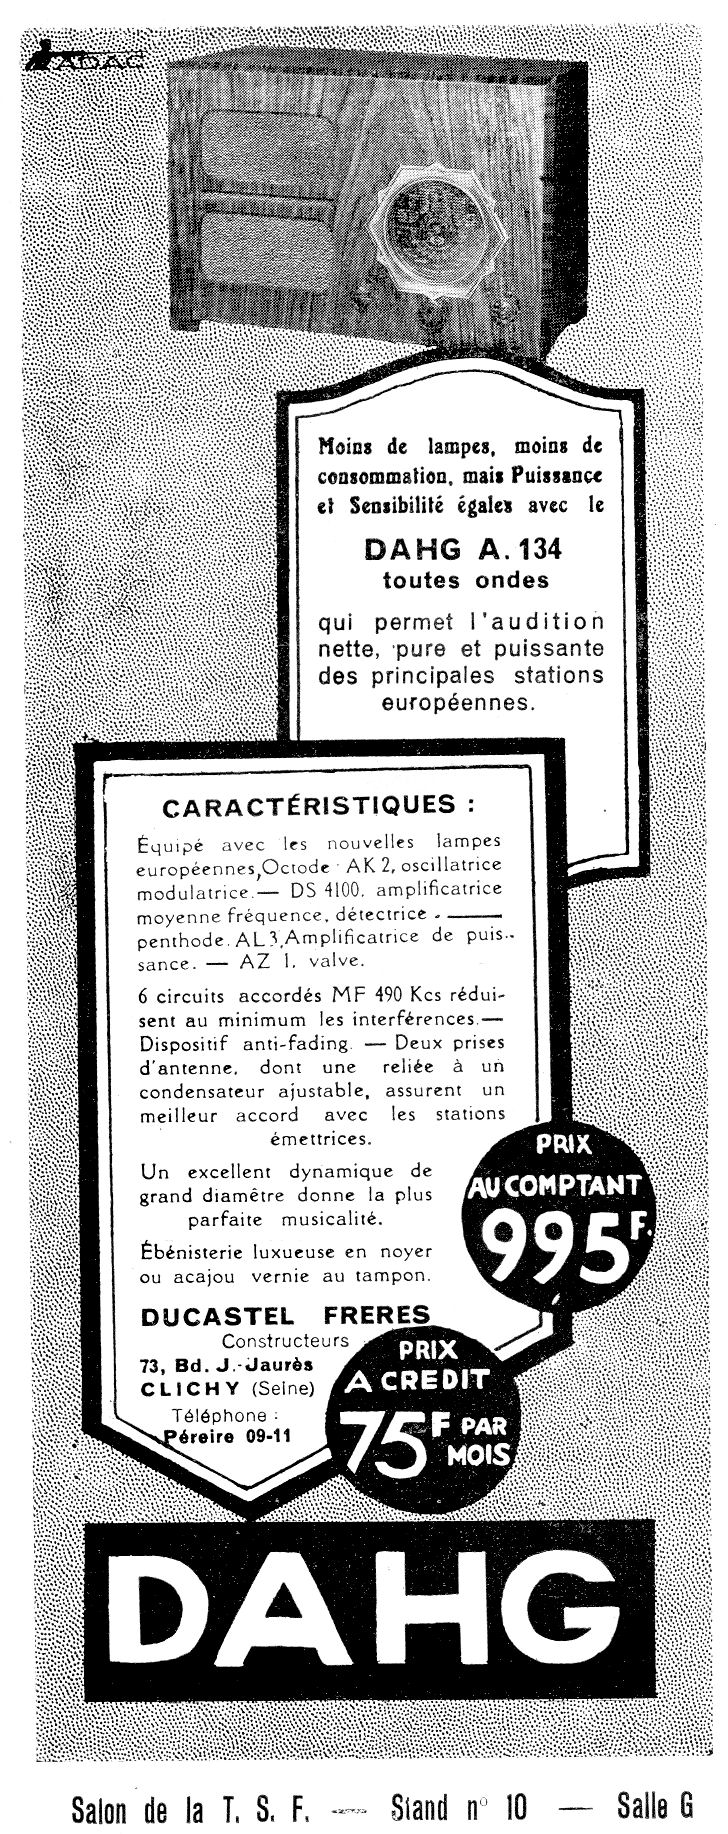 ADAC
Moins de lampes, moins de
consommation, mais Puissance
et Sensibilité égales avec le
DAHG A. 134
toutes ondes
qui permet l'audition
nette, pure et puissante
des principales stations
européennes.
CARACTÉRISTIQUES :
Équipé avec les nouvelles lampes
européennes, Octode AK 2, oscillatrice
modulatrice. — DS 4100, amplificatrice
moyenne fréquence, détectrice - —
penthode. AL 3, Amplificatrice de puis-
sance. — AZ 1, valve.
6 circuits accordés MF 490 Kcs rédui-
sent au minimum les interférences. —
Dispositif anti-fading. — Deux prises
d'antenne, dont une reliée à un
condensateur ajustable, assurent un
meilleur accord avec les stations
émettrices.
Un excellent dynamique de
grand diamêtre donne la plus
parfaite musicalité.
Ébénisterie luxueuse en noyer
ou acajou vernie au tampon.
PRIX
AU COMPTANT
995 F.
DUCASTEL FRERES
Constructeurs
73, Bd. J.-Jaurès
CLICHY (Seine)
Téléphone :
Péreire 09-11
PRIX
A CREDIT
75 F PAR
MOIS
DAHG
Salon de la T. S. F. — Stand n° 10 — Salle G